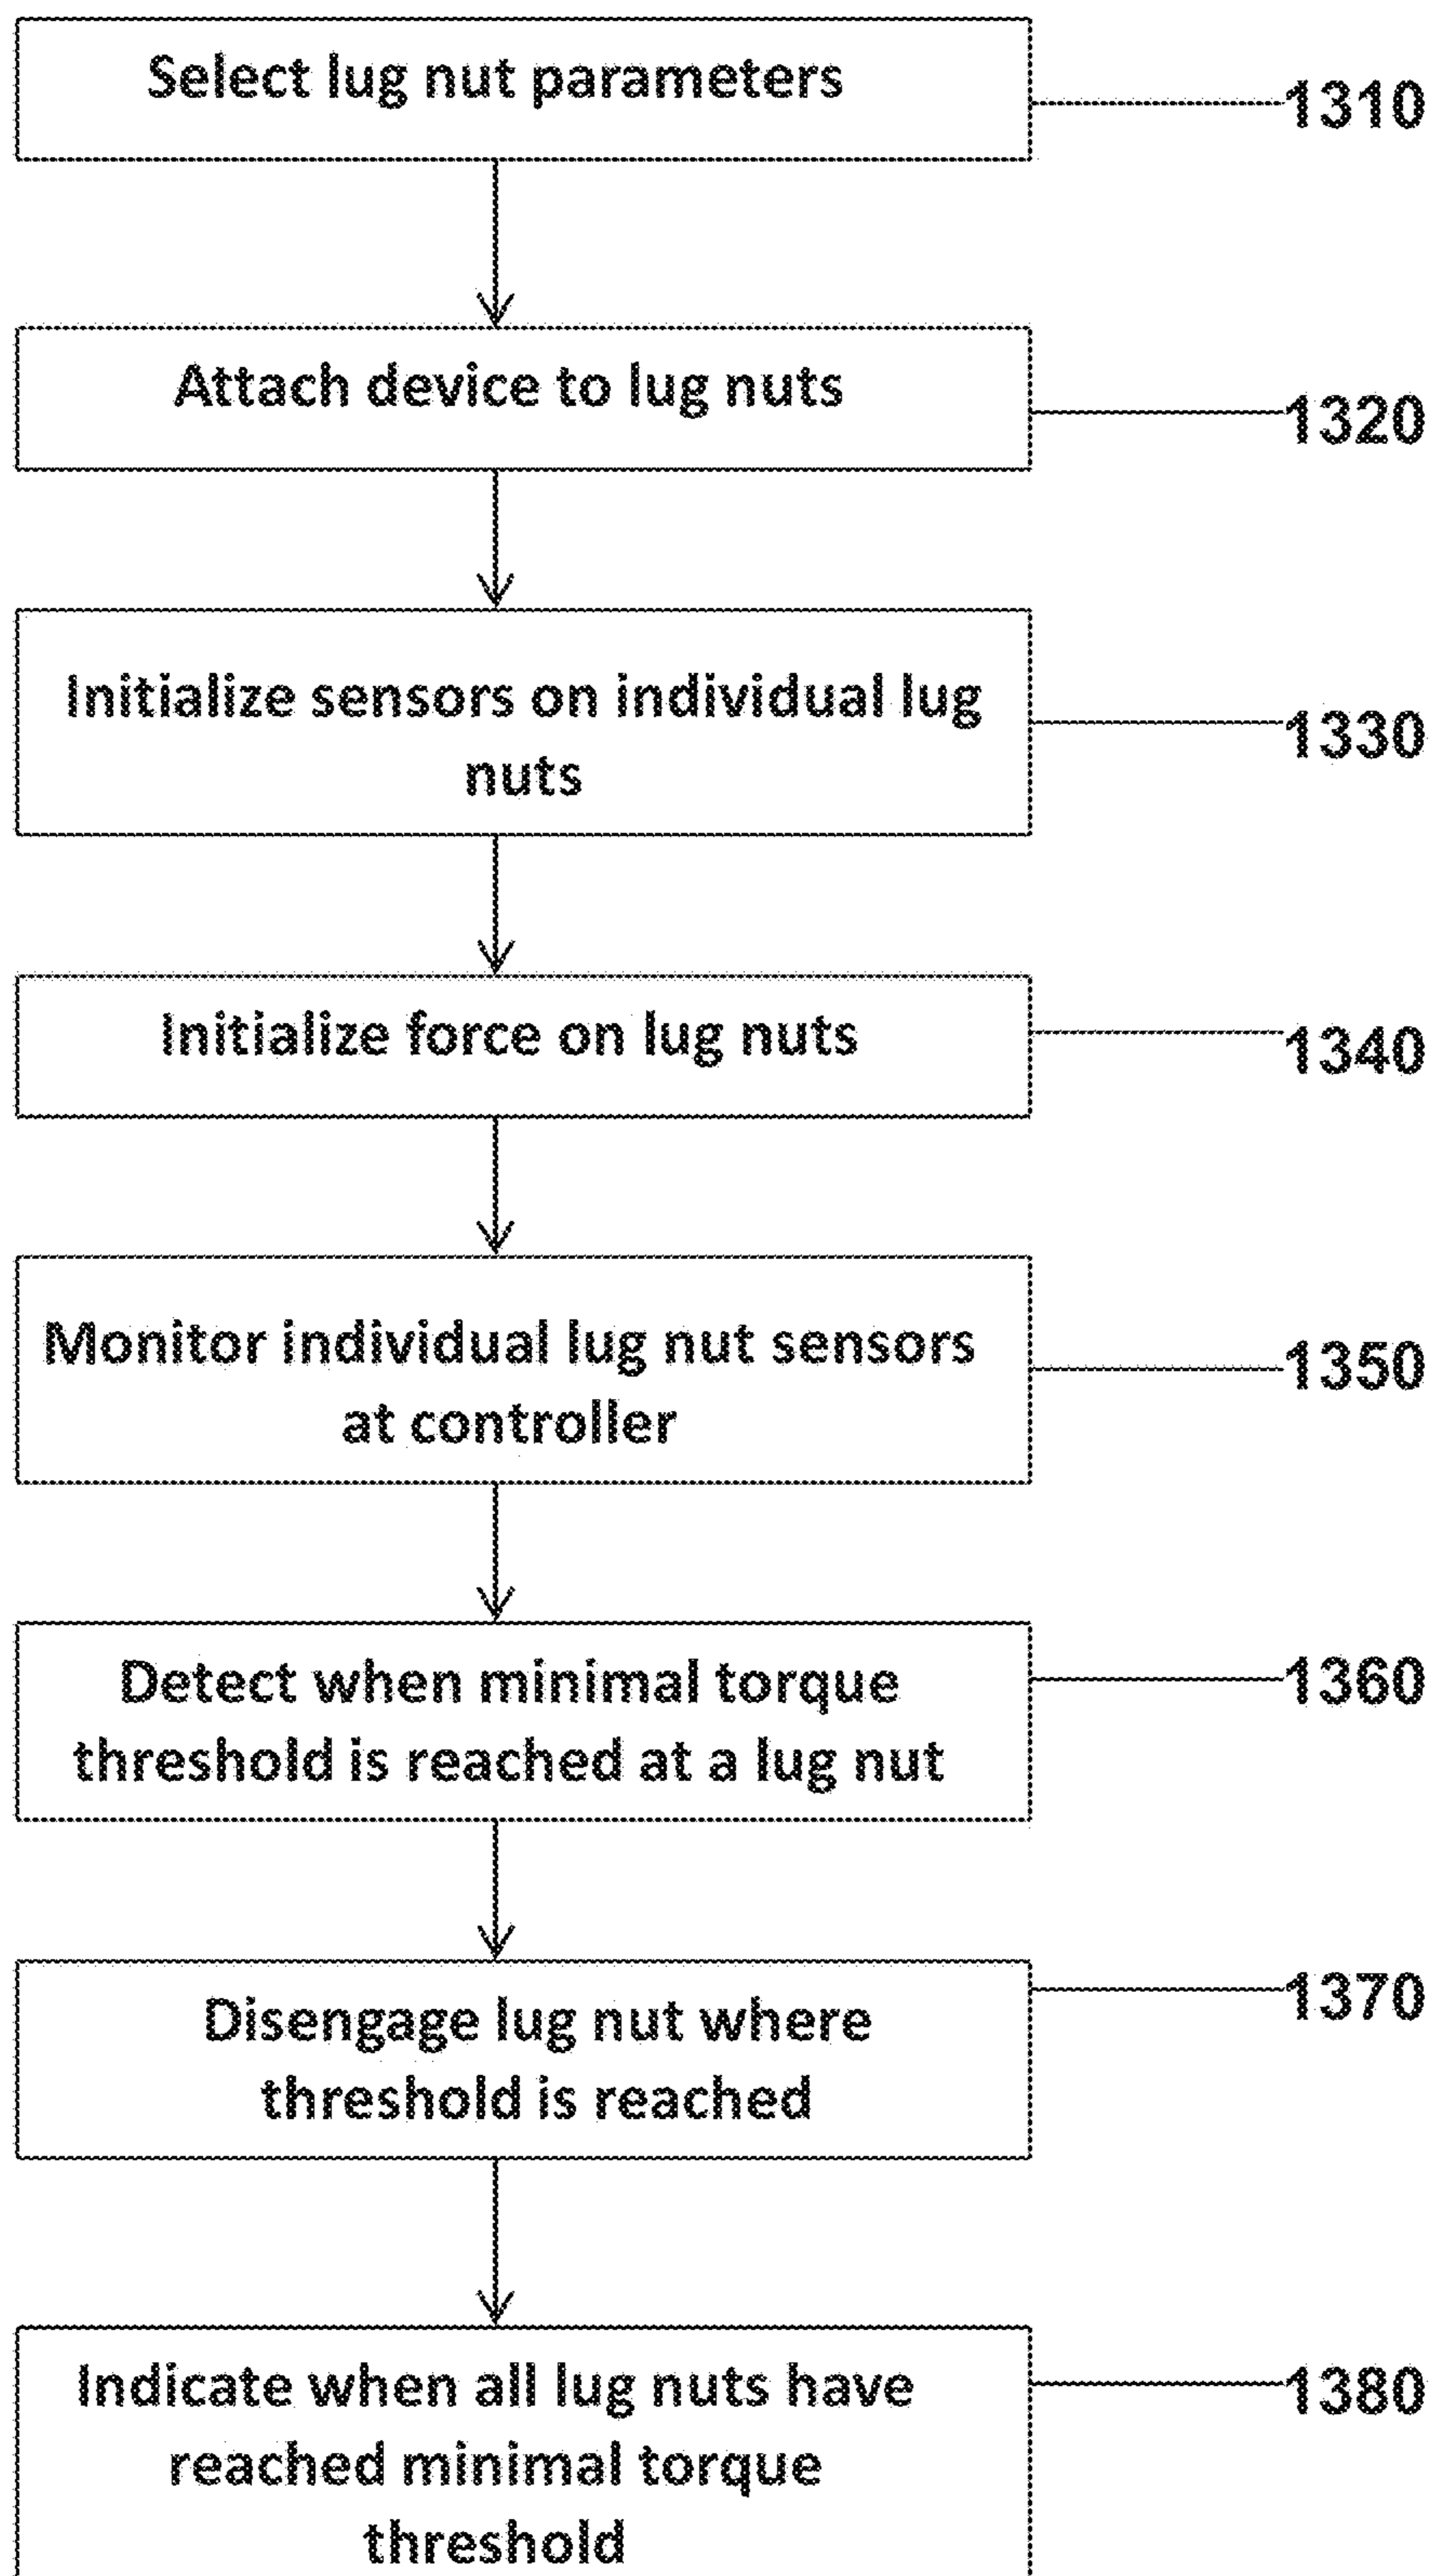 Select lug nut parameters
1310
Attach device to lug nuts
1320
Initialize sensors on individual lug
nuts
1330
Initialize force on lug nuts
1340
Monitor individual lug nut sensors
at controller
1350
Detect when minimal torque
threshold is reached at a lug nut
1360
Disengage lug nut where
threshold is reached
1370
Indicate when all lug nuts have
reached minimal torque
threshold
1380